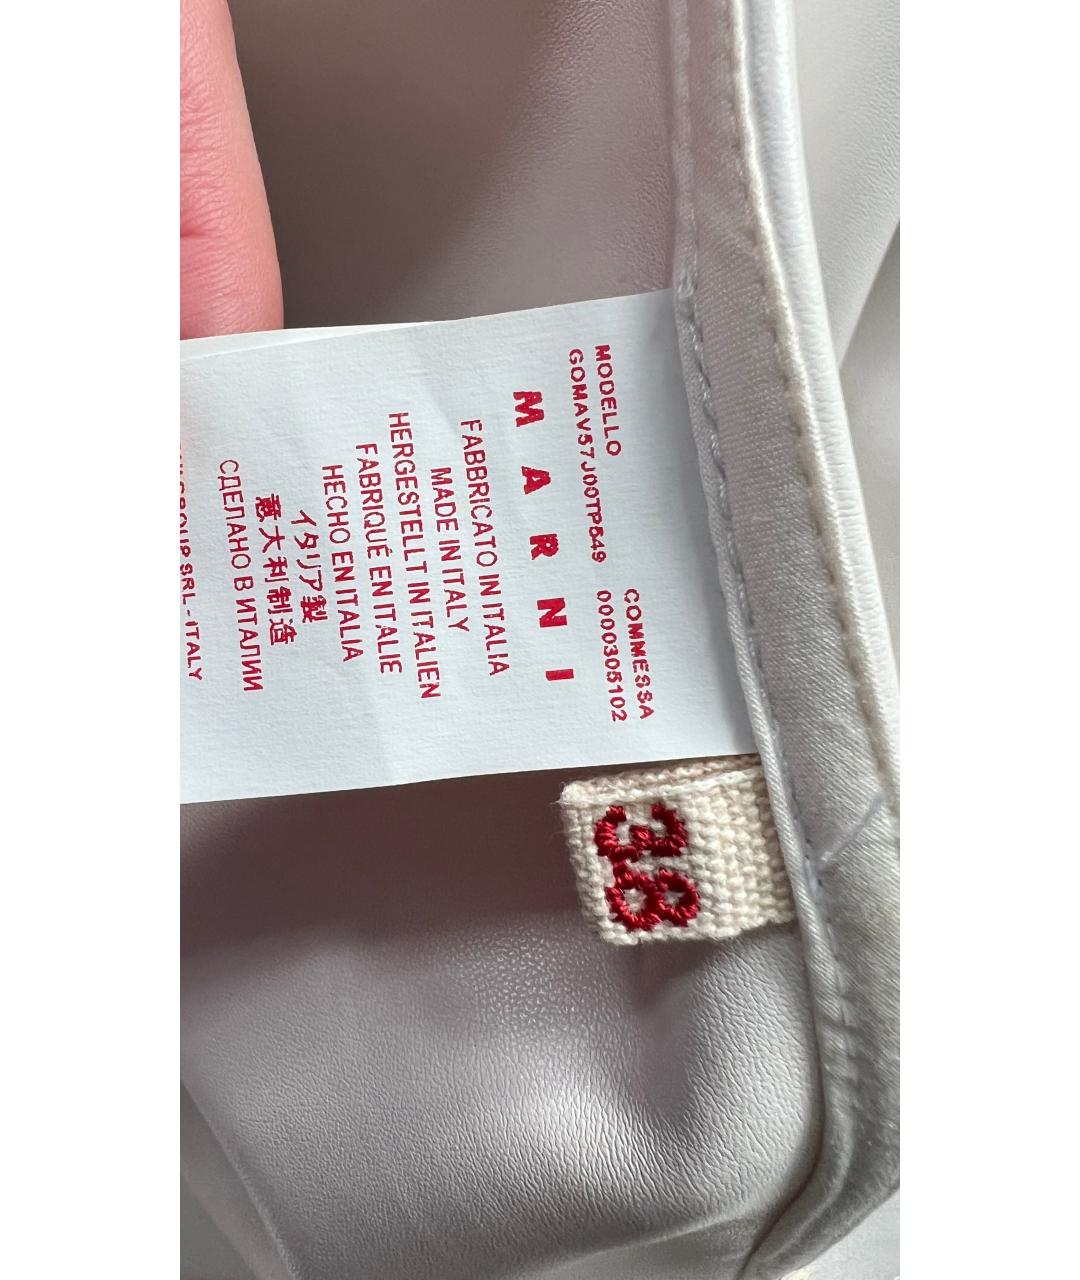 MODELLO COMMESSA
GOMAV57J00TP549 0000305102
MARNI
FABBRICATO IN ITALIA
MADE IN ITALY
HERGESTELLT IN ITALIEN
FABRIQUÉ EN ITALIE
HECHO EN ITALIA
イタリア製
意大利制造
СДЕЛАНО В ИТАЛИИ
SRL - ITALY
38